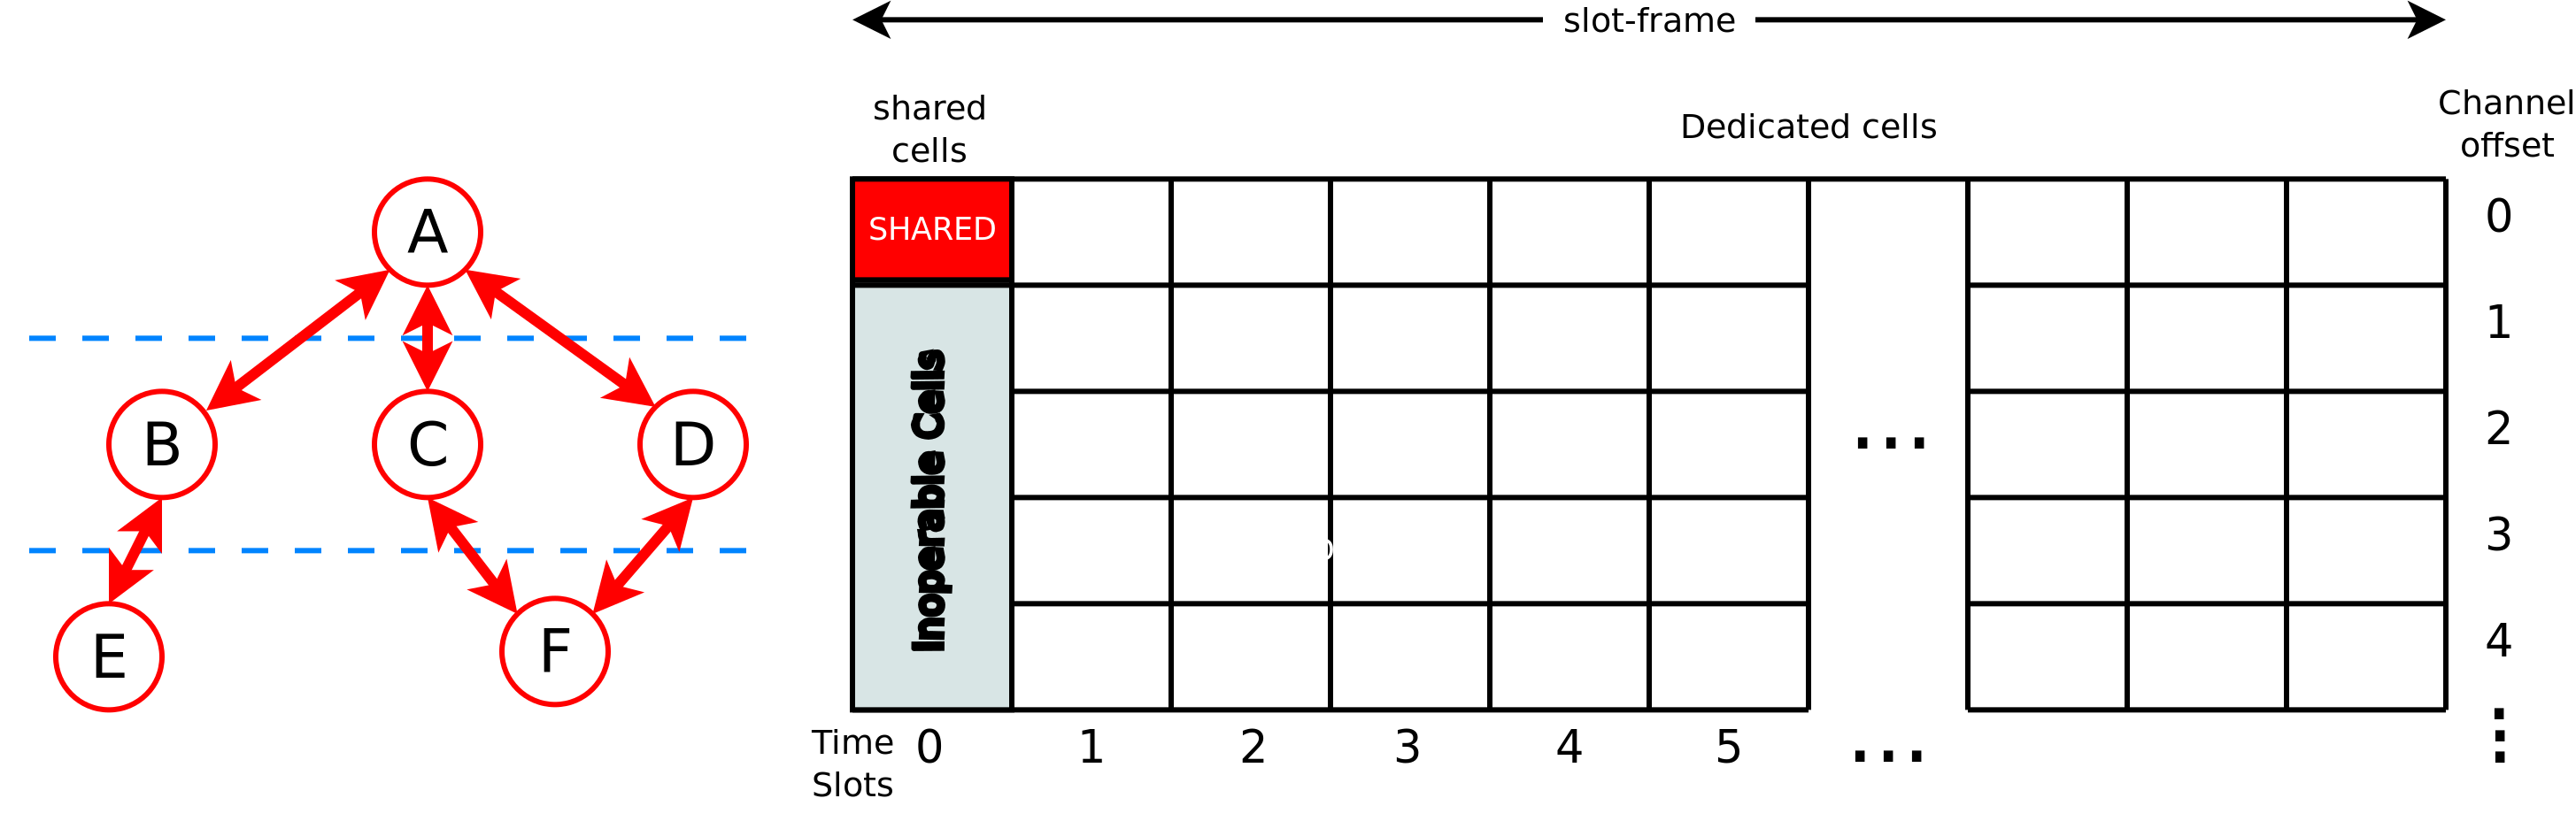 slot-frame
shared
cells
Dedicated cells
Channel
offset
A
B
C
D
E
F
SHARED
Inoperable Cells
0
1
2
3
4
⋮
...
Time
Slots
0
1
2
3
4
5
...